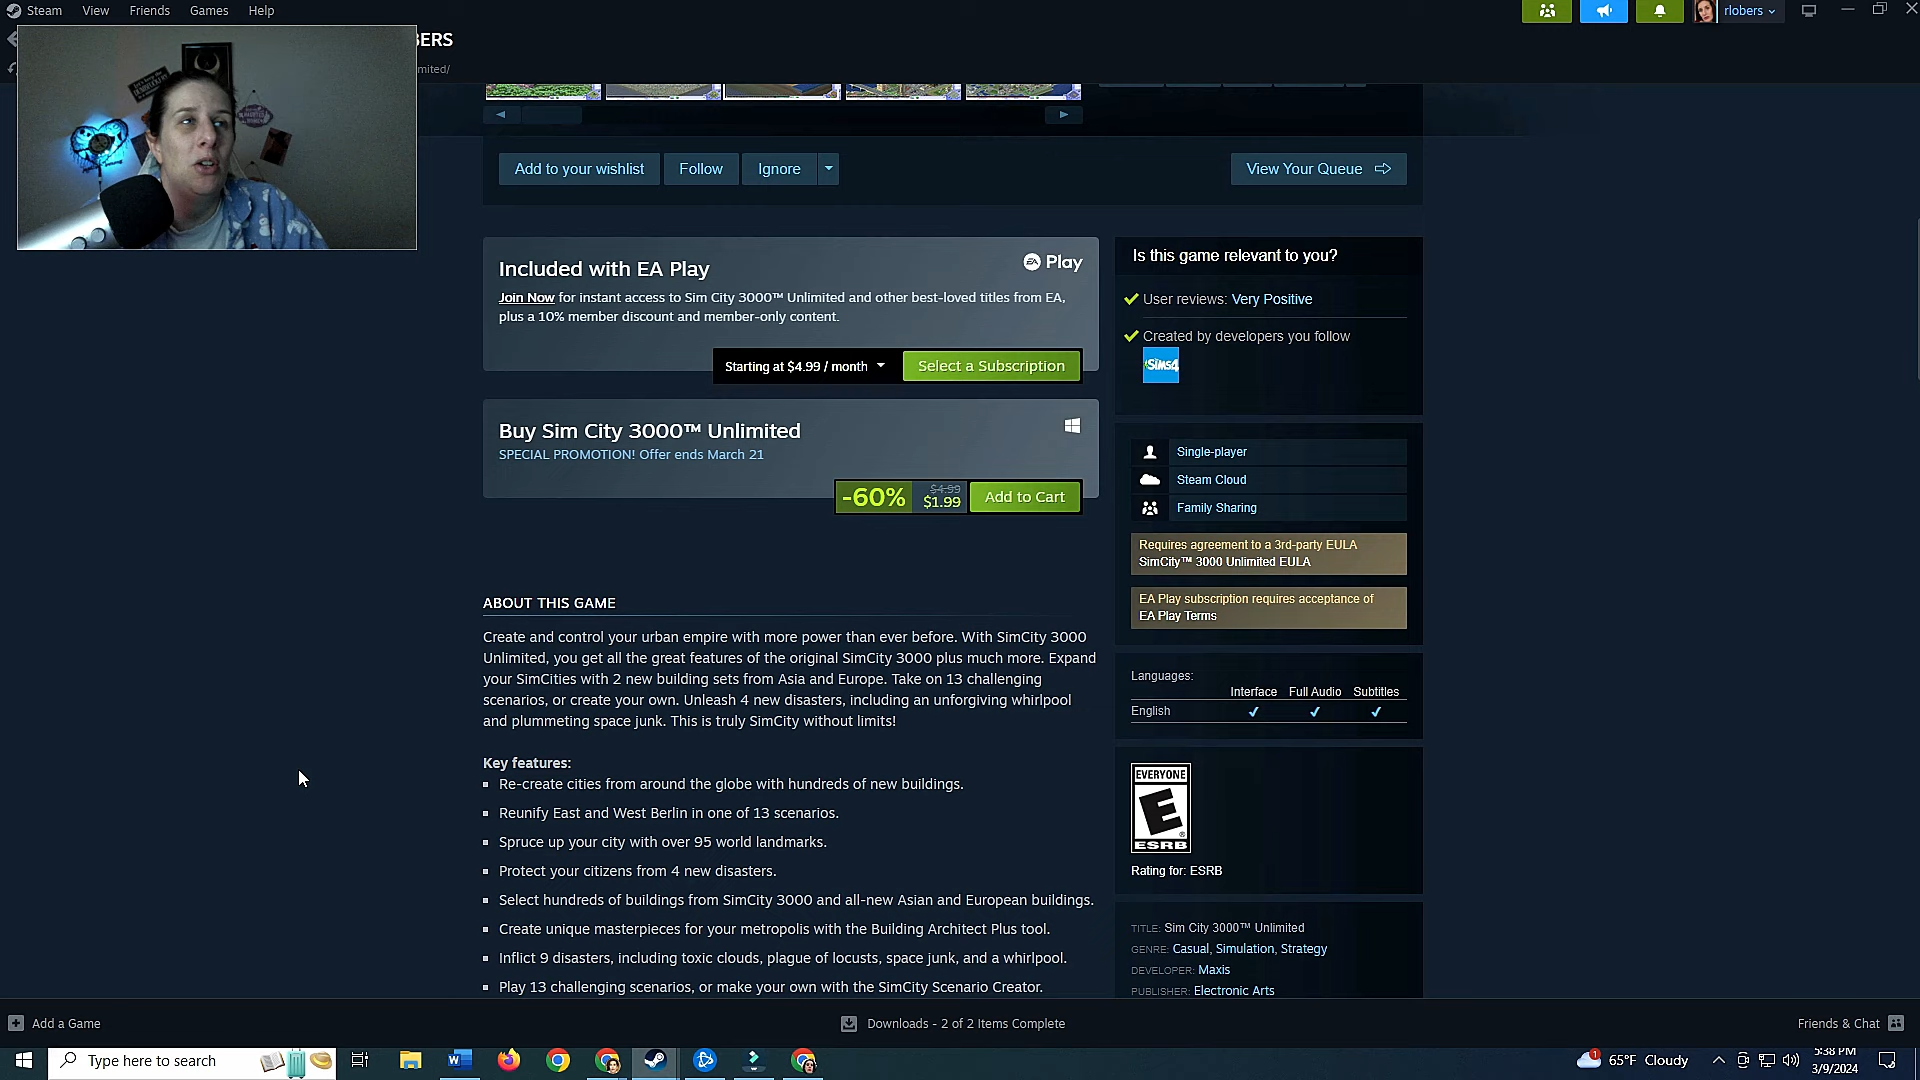 Steam View Friends Games Help
rlobers
BERS
mited/
Add to your wishlist
Follow
Ignore
View Your Queue
Included with EA Play
EA Play
Join Now for instant access to Sim City 3000™ Unlimited and other best-loved titles from EA,
plus a 10% member discount and member-only content.
Starting at $4.99 / month
Select a Subscription
Buy Sim City 3000™ Unlimited
SPECIAL PROMOTION! Offer ends March 21
-60%
$4.99
$1.99
Add to Cart
ABOUT THIS GAME
Create and control your urban empire with more power than ever before. With SimCity 3000
Unlimited, you get all the great features of the original SimCity 3000 plus much more. Expand
your SimCities with 2 new building sets from Asia and Europe. Take on 13 challenging
scenarios, or create your own. Unleash 4 new disasters, including an unforgiving whirlpool
and plummeting space junk. This is truly SimCity without limits!
Key features:
Re-create cities from around the globe with hundreds of new buildings.
Reunify East and West Berlin in one of 13 scenarios.
Spruce up your city with over 95 world landmarks.
Protect your citizens from 4 new disasters.
Select hundreds of buildings from SimCity 3000 and all-new Asian and European buildings.
Create unique masterpieces for your metropolis with the Building Architect Plus tool.
Inflict 9 disasters, including toxic clouds, plague of locusts, space junk, and a whirlpool.
Play 13 challenging scenarios, or make your own with the SimCity Scenario Creator.
Is this game relevant to you?
User reviews: Very Positive
Created by developers you follow
SIMS4
Single-player
Steam Cloud
Family Sharing
Requires agreement to a 3rd-party EULA
SimCity™ 3000 Unlimited EULA
EA Play subscription requires acceptance of
EA Play Terms
Languages:
Interface Full Audio Subtitles
English
EVERYONE
E
ESRB
Rating for: ESRB
TITLE: Sim City 3000™ Unlimited
GENRE: Casual, Simulation, Strategy
DEVELOPER: Maxis
PUBLISHER: Electronic Arts
Add a Game
Downloads - 2 of 2 Items Complete
Friends & Chat
Type here to search
1
65°F Cloudy
5:38 PM
3/9/2024